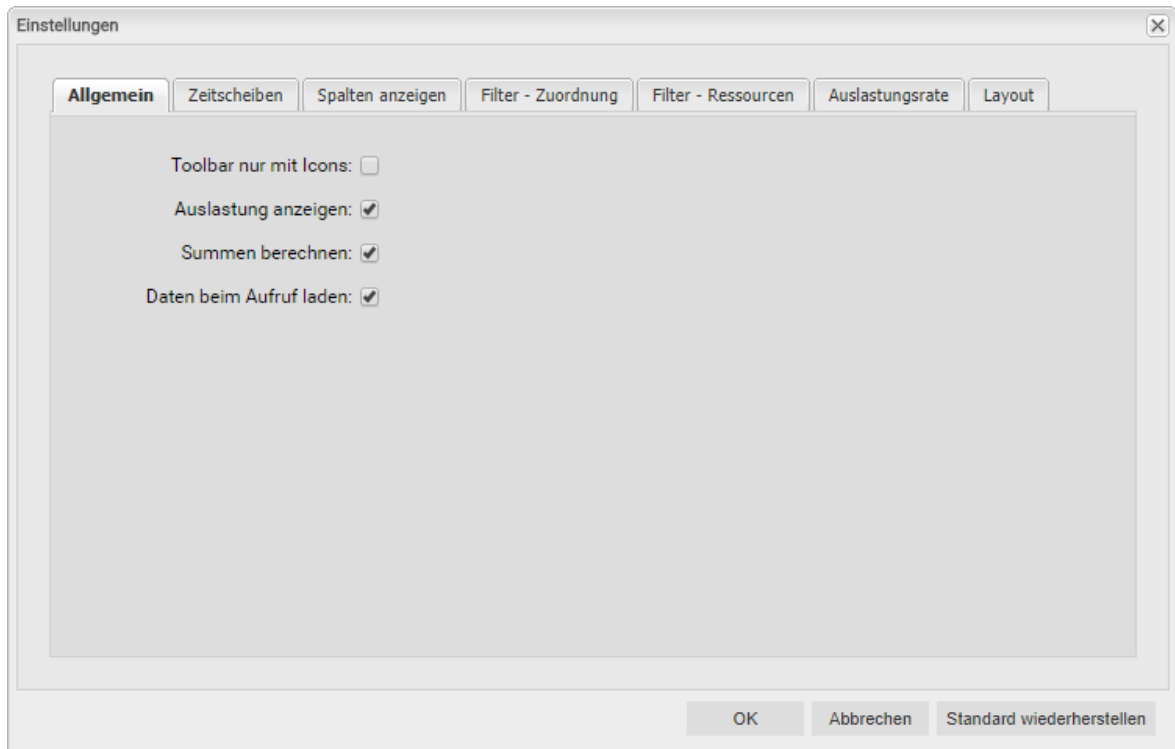 Einstellungen
Allgemein Zeitscheiben Spalten anzeigen Filter - Zuordnung Filter - Ressourcen Auslastungsrate Layout
Toolbar nur mit Icons:
Auslastung anzeigen:
Summen berechnen:
Daten beim Aufruf laden:
OK Abbrechen Standard wiederherstellen